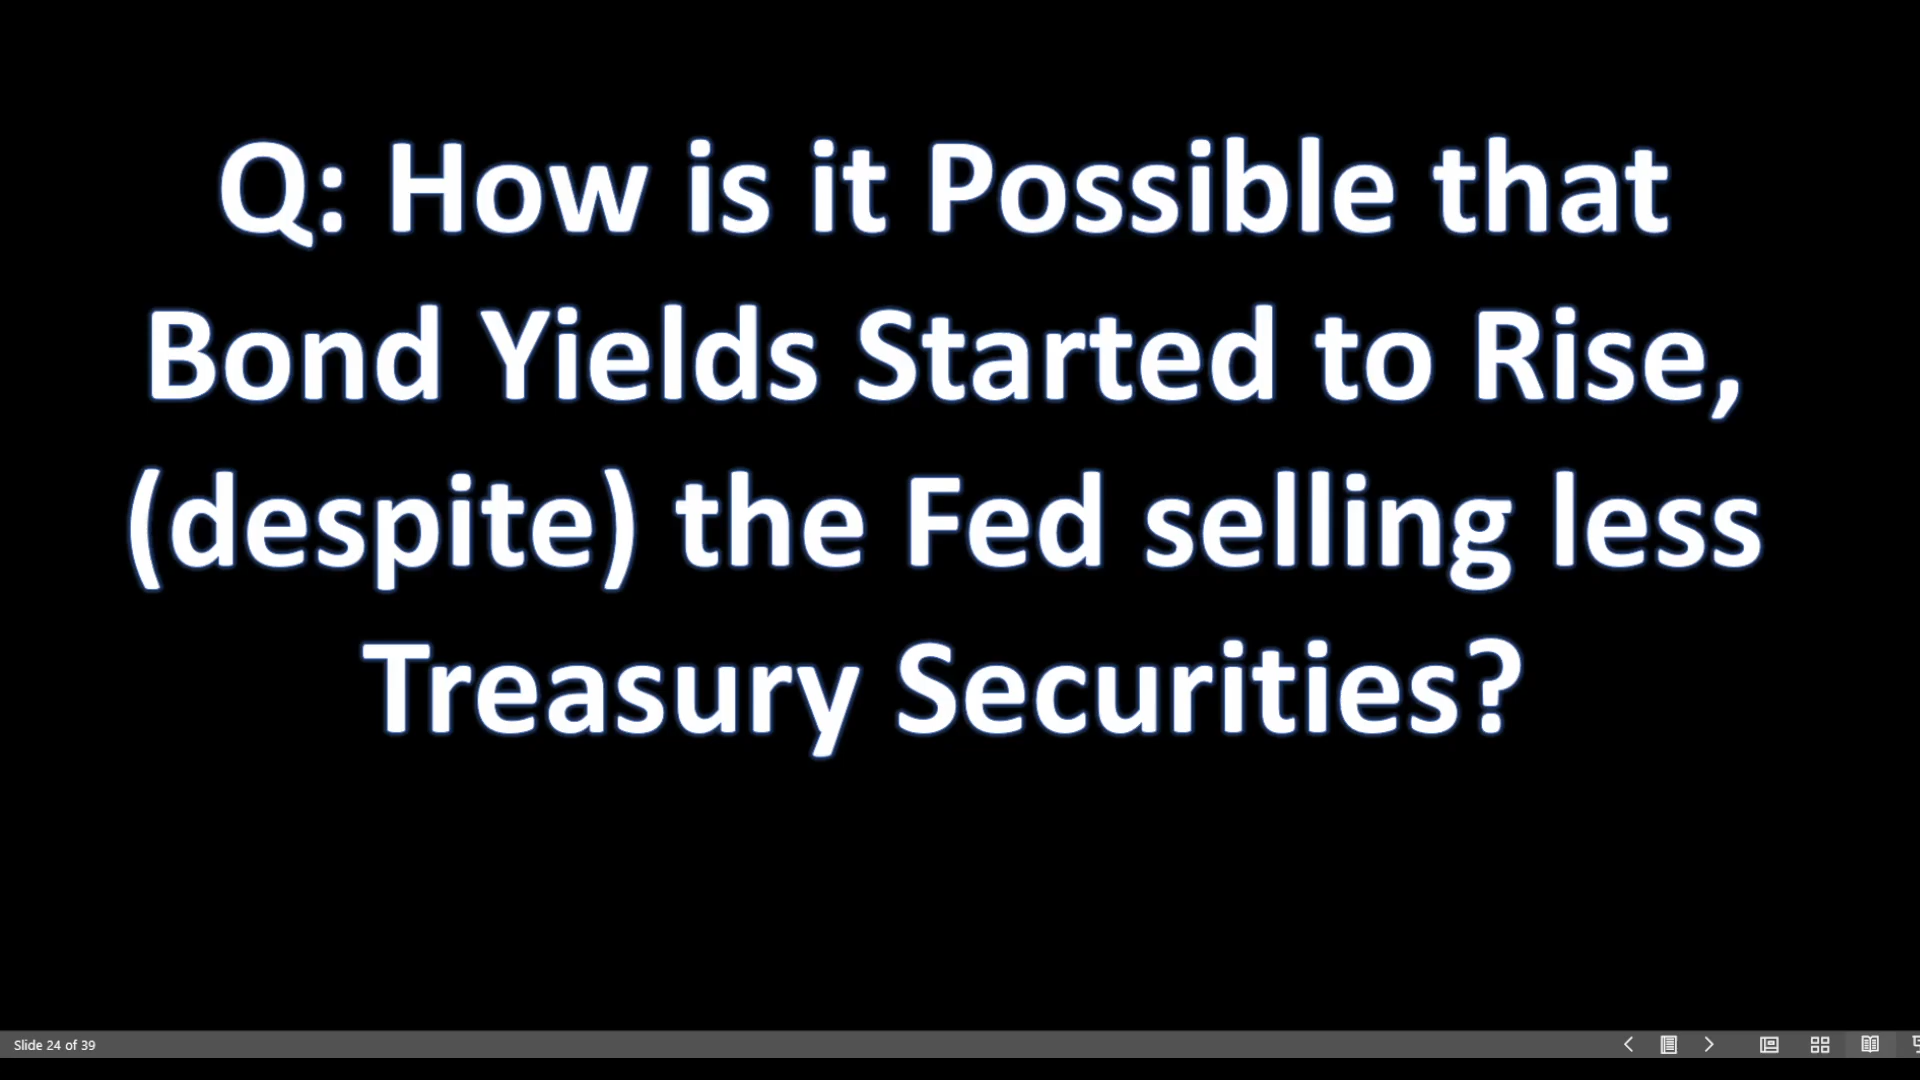 Q: How is it Possible that
Bond Yields Started to Rise,
(despite) the Fed selling less
Treasury Securities?
Slide 24 of 39